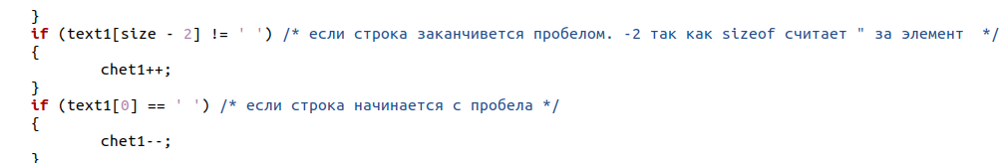 }
if (text1[size - 2] != ' ') /* если строка заканчивется пробелом. -2 так как sizeof считает " за элемент  */
{
        chet1++;
}
if (text1[0] == ' ') /* если строка начинается с пробела */
{
        chet1--;
}